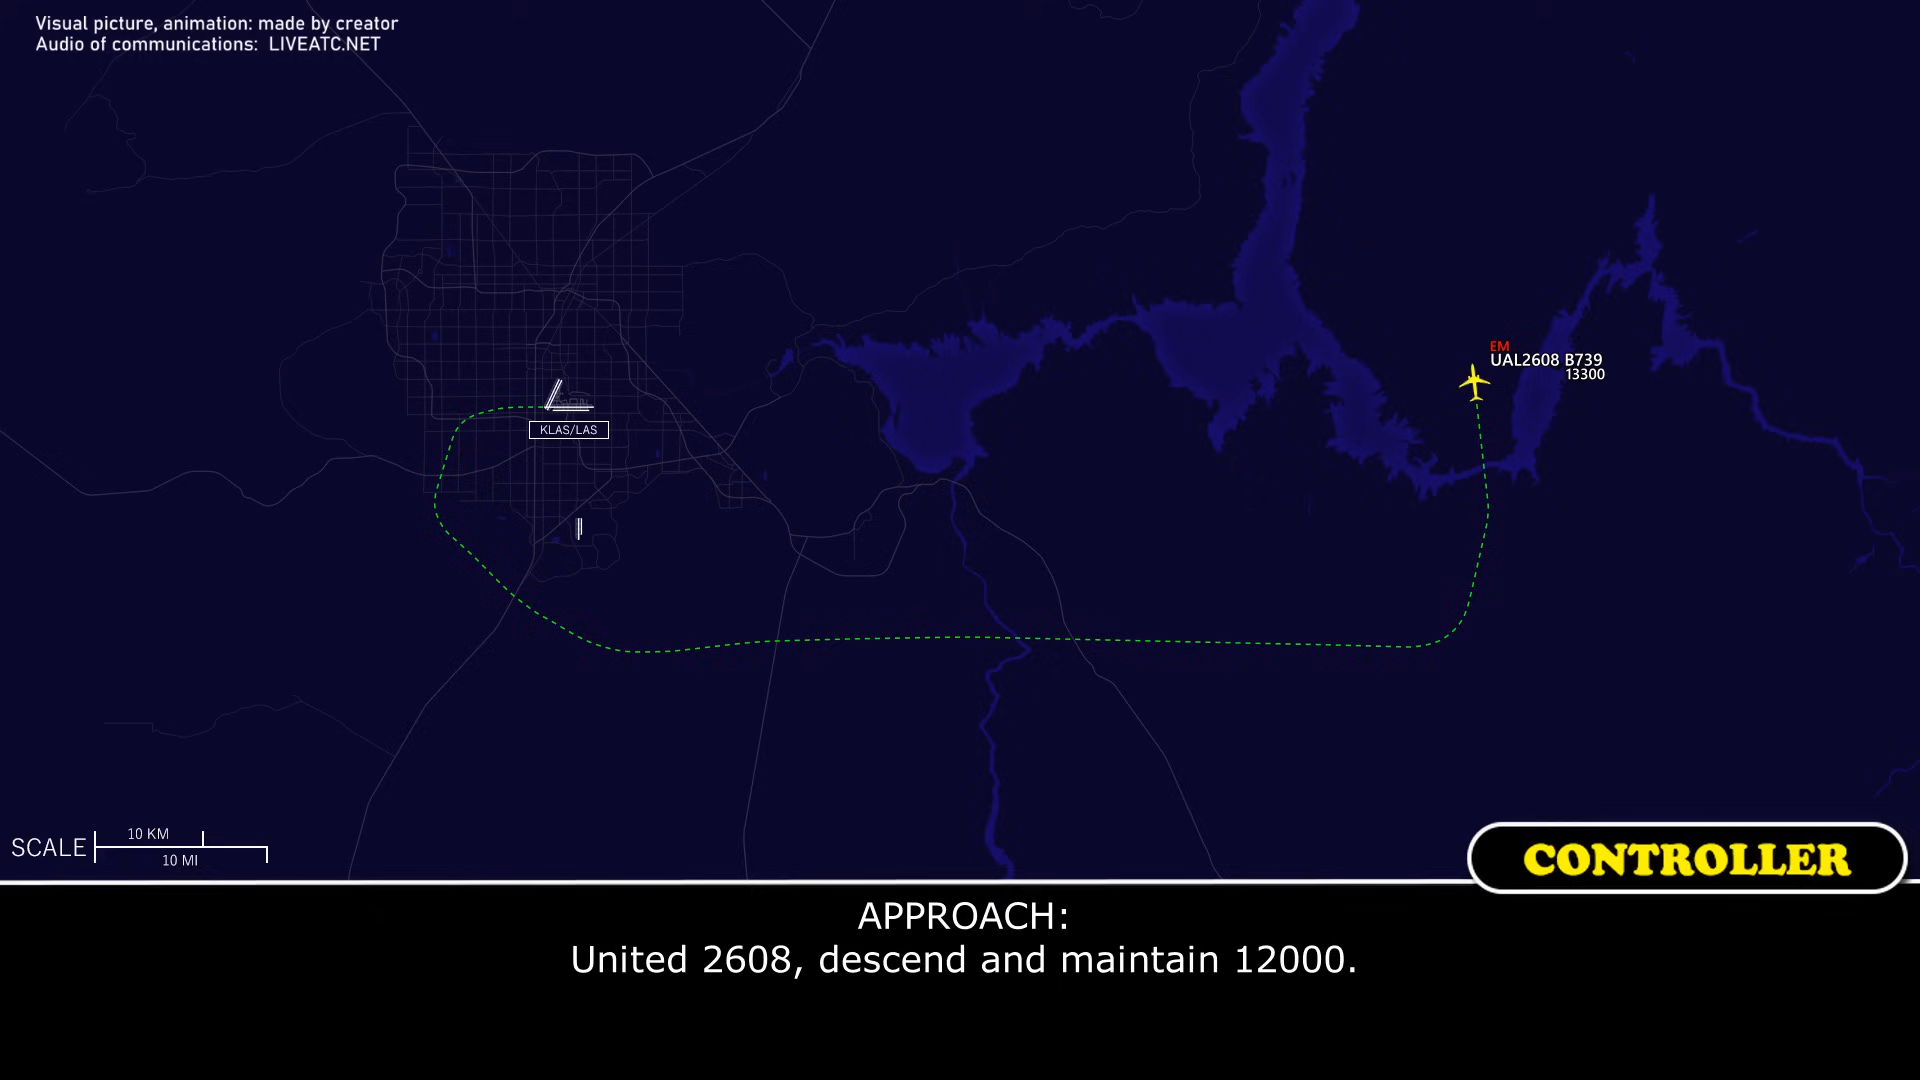 Visual picture, animation: made by creator
Audio of communications: LIVEATC.NET
EM
UAL2608 B739
13300
KLAS/LAS
10 KM
SCALE
10 MI
CONTROLLER
APPROACH:
United 2608, descend and maintain 12000.